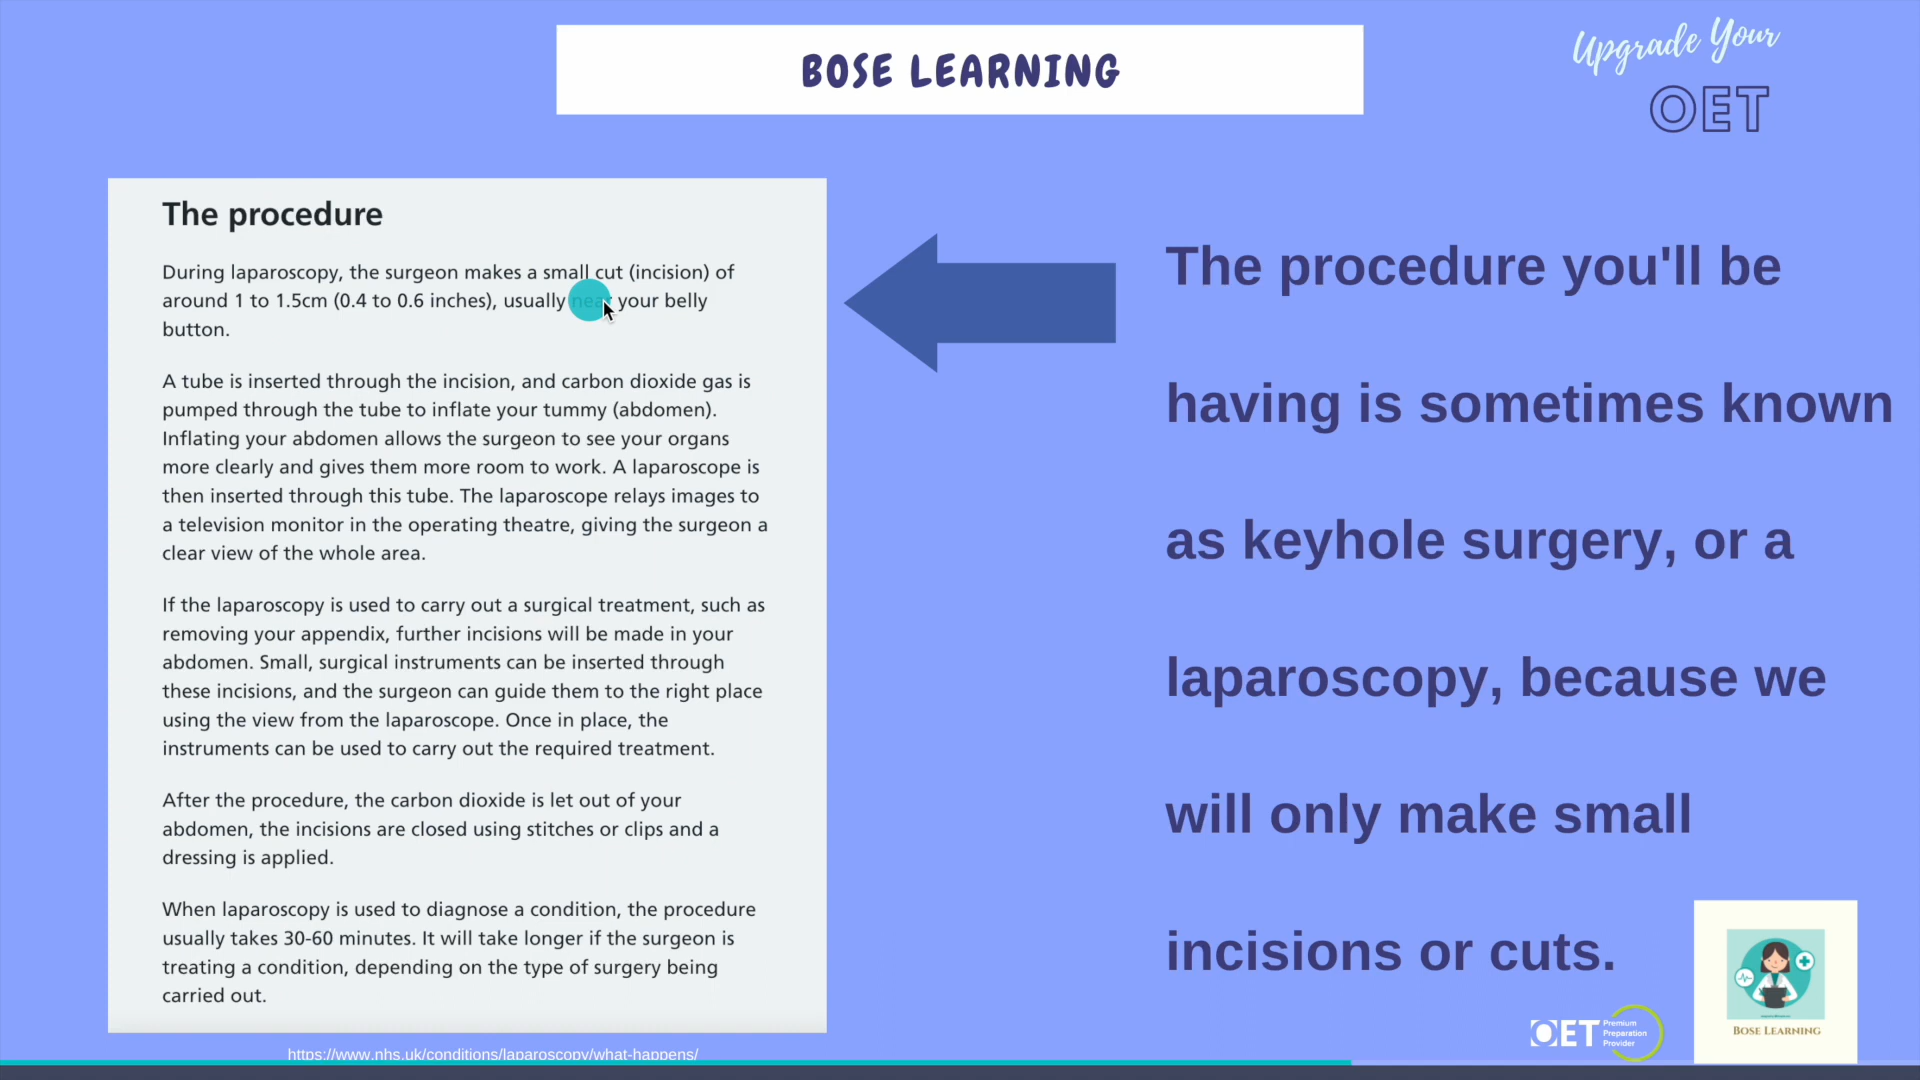 BOSE LEARNING
Upgrade Your
OET
The procedure
During laparoscopy, the surgeon makes a small cut (incision) of
around 1 to 1.5cm (0.4 to 0.6 inches), usually near your belly
button.
A tube is inserted through the incision, and carbon dioxide gas is
pumped through the tube to inflate your tummy (abdomen).
Inflating your abdomen allows the surgeon to see your organs
more clearly and gives them more room to work. A laparoscope is
then inserted through this tube. The laparoscope relays images to
a television monitor in the operating theatre, giving the surgeon a
clear view of the whole area.
If the laparoscopy is used to carry out a surgical treatment, such as
removing your appendix, further incisions will be made in your
abdomen. Small, surgical instruments can be inserted through
these incisions, and the surgeon can guide them to the right place
using the view from the laparoscope. Once in place, the
instruments can be used to carry out the required treatment.
After the procedure, the carbon dioxide is let out of your
abdomen, the incisions are closed using stitches or clips and a
dressing is applied.
When laparoscopy is used to diagnose a condition, the procedure
usually takes 30-60 minutes. It will take longer if the surgeon is
treating a condition, depending on the type of surgery being
carried out.
https://www.nhs.uk/conditions/laparoscopy/what-happens/
The procedure you'll be
having is sometimes known
as keyhole surgery, or a
laparoscopy, because we
will only make small
incisions or cuts.
OET Premium
Preparation
Provider
BOSE LEARNING